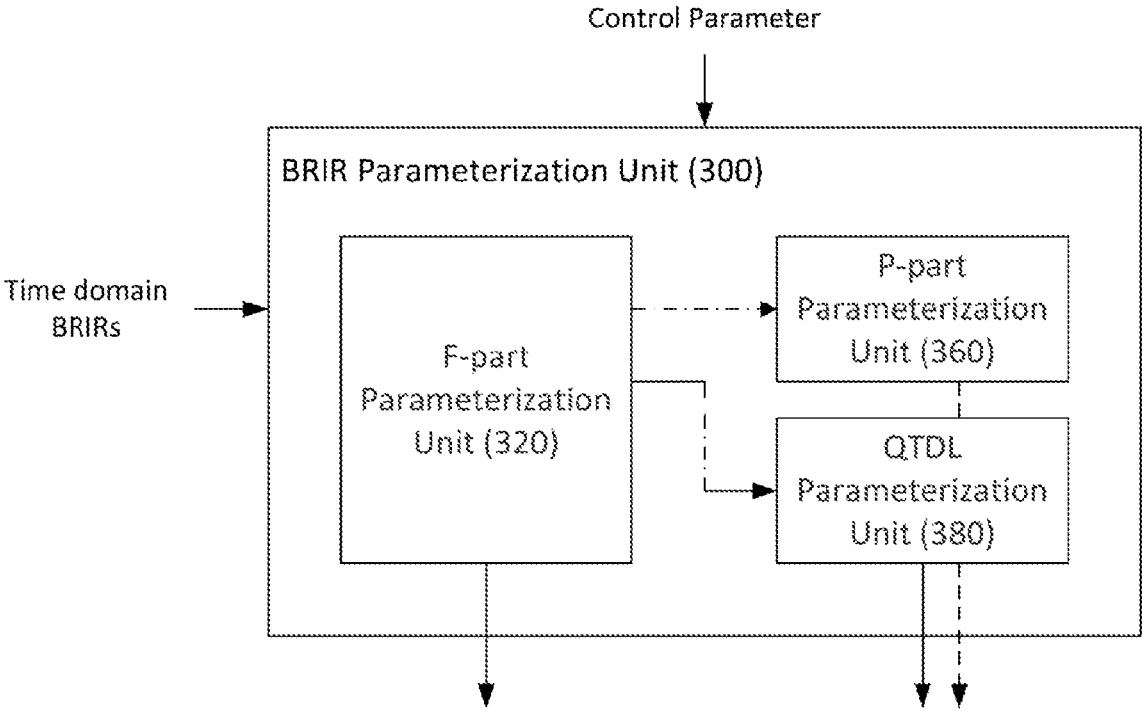 Control Parameter
BRIR Parameterization Unit (300)
Time domain
BRIRs
F-part
Parameterization
Unit (320)
P-part
Parameterization
Unit (360)
QTDL
Parameterization
Unit (380)